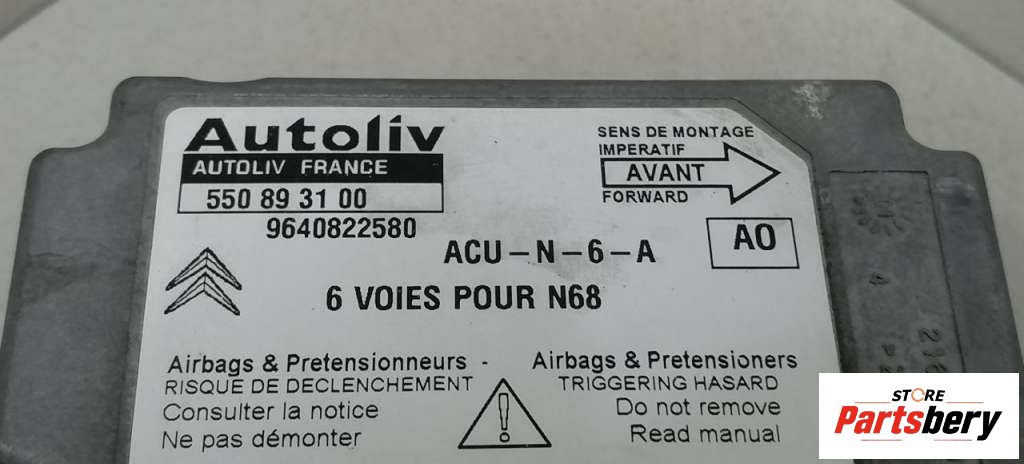 Autoliv
AUTOLIV FRANCE
550 89 31 00
9640822580
SENS DE MONTAGE
IMPERATIF
AVANT
FORWARD
ACU-N-6-A
A0
6 VOIES POUR N68
Airbags & Pretensionneurs -
RISQUE DE DECLENCHEMENT
Consulter la notice
Ne pas démonter
Airbags & Pretensioners
TRIGGERING HASARD
Do not remove
Read manual
4
STORE
Partsbery